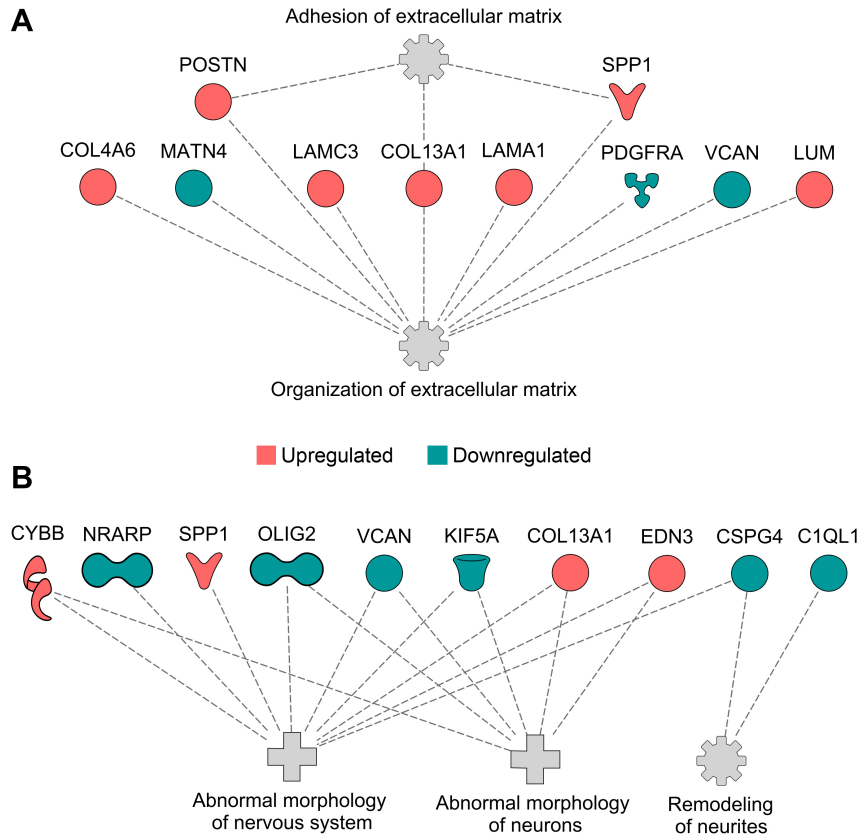 A
Adhesion of extracellular matrix
POSTN
SPP1
COL4A6
MATN4
LAMC3
COL13A1
LAMA1
PDGFRA
VCAN
LUM
Organization of extracellular matrix
Upregulated
Downregulated
B
CYBB
NRARP
SPP1
OLIG2
VCAN
KIF5A
COL13A1
EDN3
CSPG4
C1QL1
Abnormal morphology
of nervous system
Abnormal morphology
of neurons
Remodeling
of neurites